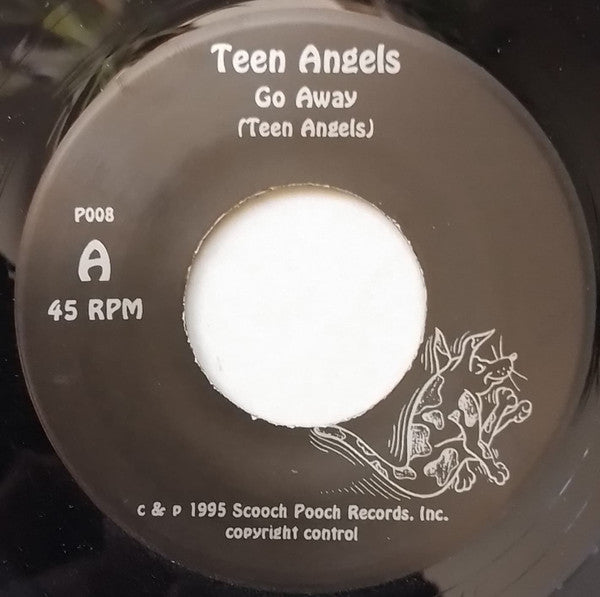 Teen Angels
Go Away
(Teen Angels)
P008
A
45 RPM
c & p 1995 Scooch Pooch Records, Inc.
copyright control